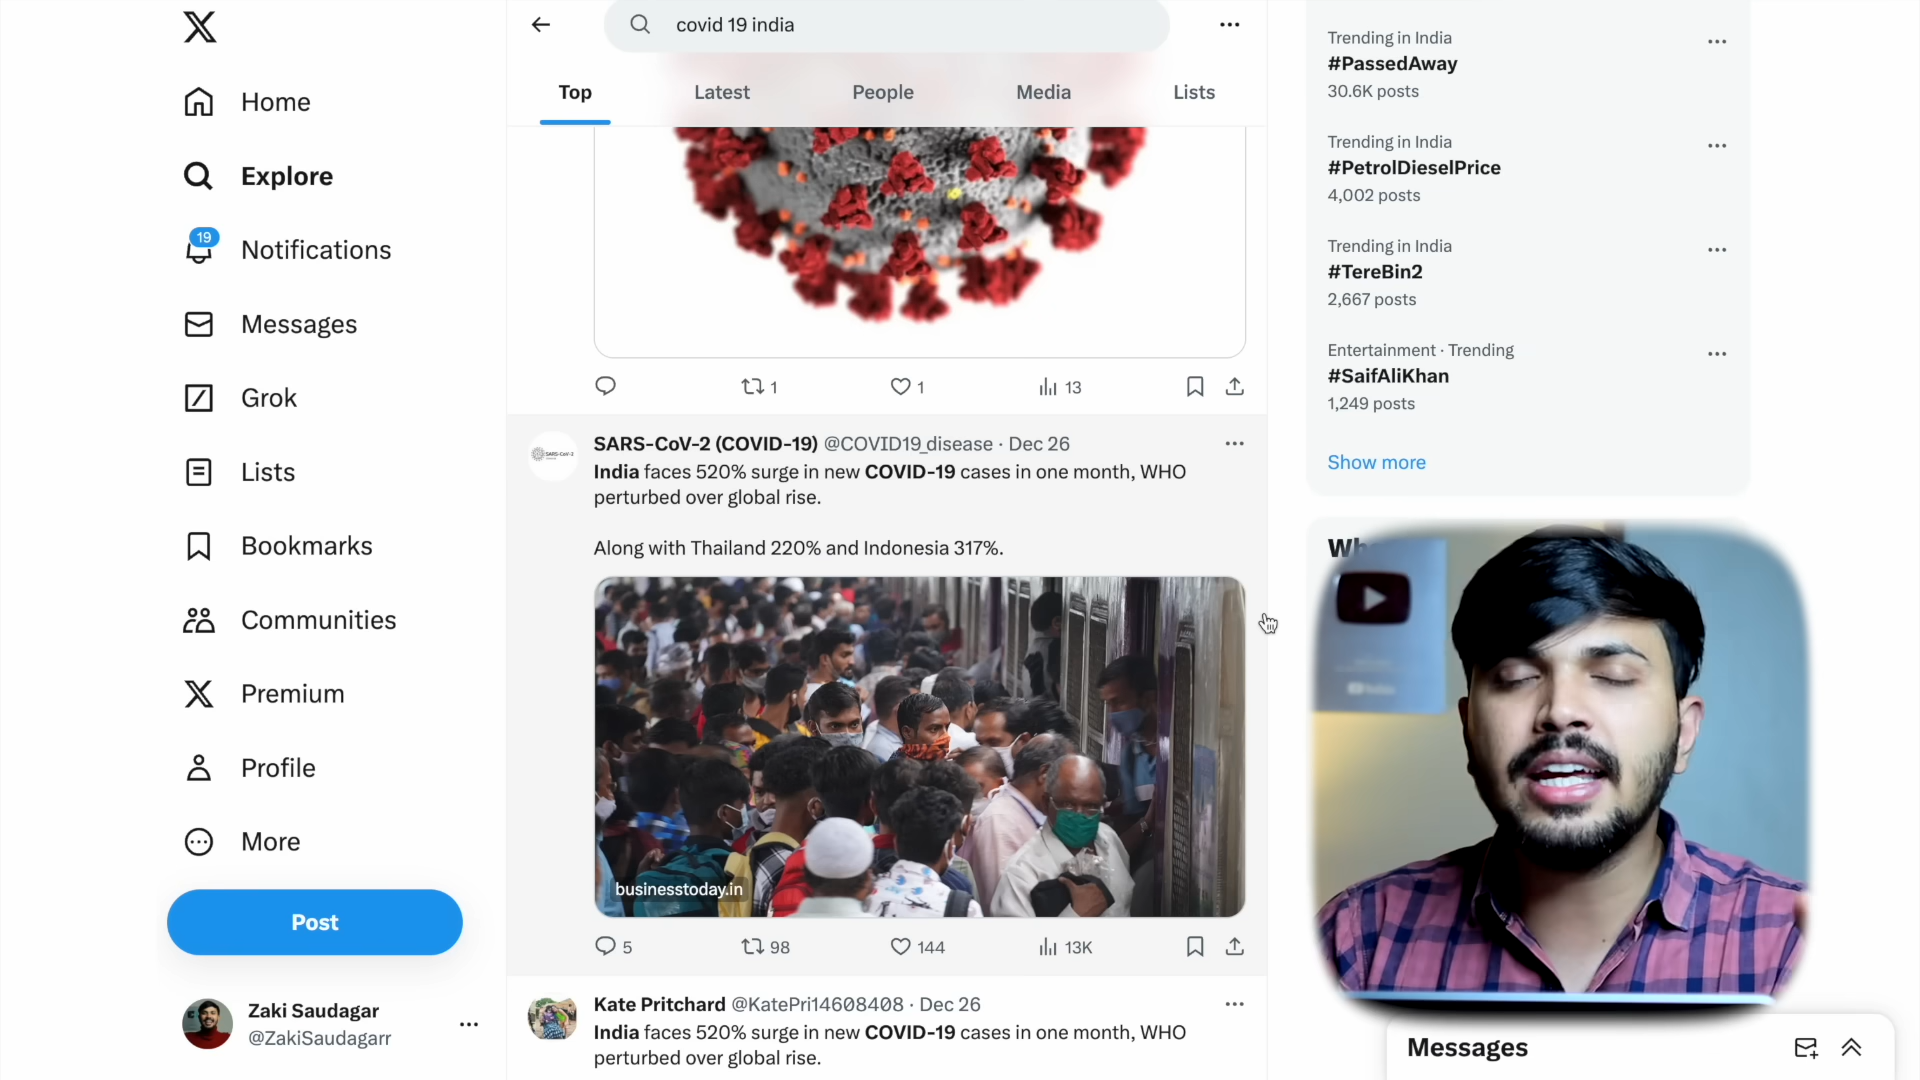 Home
Explore
19
Notifications
Messages
Grok
Lists
Bookmarks
Communities
Premium
Profile
More
Post
Zaki Saudagar
@ZakiSaudagarr
covid 19 india
Top
Latest
People
Media
Lists
1
1
13
SARS-CoV-2 (COVID-19) @COVID19_disease · Dec 26
India faces 520% surge in new COVID-19 cases in one month, WHO
perturbed over global rise.
Along with Thailand 220% and Indonesia 317%.
businesstoday.in
5
98
144
13K
Kate Pritchard @KatePri14608408 · Dec 26
India faces 520% surge in new COVID-19 cases in one month, WHO
perturbed over global rise.
Trending in India
#PassedAway
30.6K posts
Trending in India
#PetrolDieselPrice
4,002 posts
Trending in India
#TereBin2
2,667 posts
Entertainment · Trending
#SaifAliKhan
1,249 posts
Show more
Messages